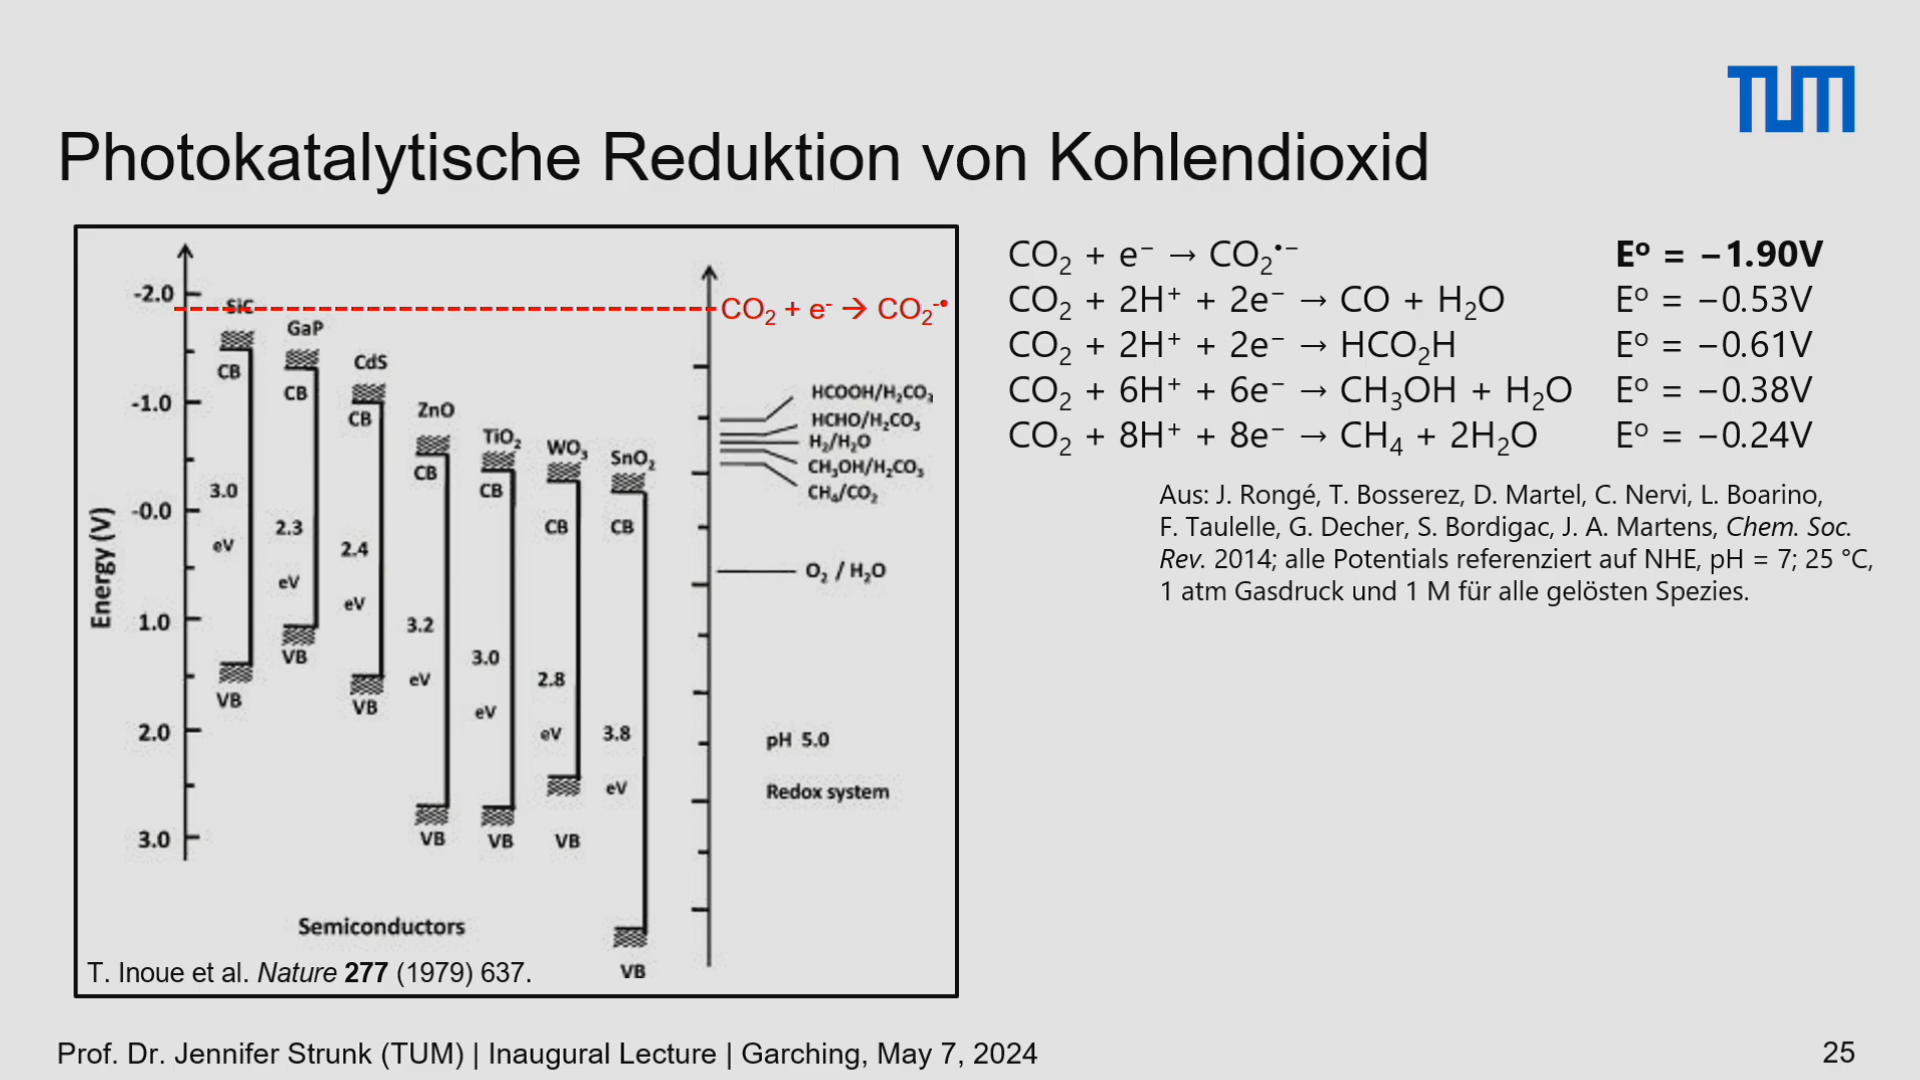 TUM
Photokatalytische Reduktion von Kohlendioxid
Energy (V)
-2.0
-1.0
-0.0
1.0
2.0
3.0
SiC
CB
3.0
eV
VB
GaP
CB
2.3
eV
VB
CdS
CB
2.4
eV
VB
ZnO
CB
3.2
eV
VB
TiO₂
CB
3.0
eV
VB
WO₃
CB
2.8
eV
VB
SnO₂
CB
3.8
eV
VB
CO₂ + e⁻ → CO₂⁻•
HCOOH/H₂CO₃
HCHO/H₂CO₃
H₂/H₂O
CH₃OH/H₂CO₃
CH₄/CO₂
O₂ / H₂O
pH 5.0
Redox system
Semiconductors
T. Inoue et al. Nature 277 (1979) 637.
CO₂ + e⁻ → CO₂•⁻ Eº = −1.90V
CO₂ + 2H⁺ + 2e⁻ → CO + H₂O Eº = −0.53V
CO₂ + 2H⁺ + 2e⁻ → HCO₂H Eº = −0.61V
CO₂ + 6H⁺ + 6e⁻ → CH₃OH + H₂O Eº = −0.38V
CO₂ + 8H⁺ + 8e⁻ → CH₄ + 2H₂O Eº = −0.24V
Aus: J. Rongé, T. Bosserez, D. Martel, C. Nervi, L. Boarino,
F. Taulelle, G. Decher, S. Bordigac, J. A. Martens, Chem. Soc.
Rev. 2014; alle Potentials referenziert auf NHE, pH = 7; 25 °C,
1 atm Gasdruck und 1 M für alle gelösten Spezies.
Prof. Dr. Jennifer Strunk (TUM) | Inaugural Lecture | Garching, May 7, 2024
25